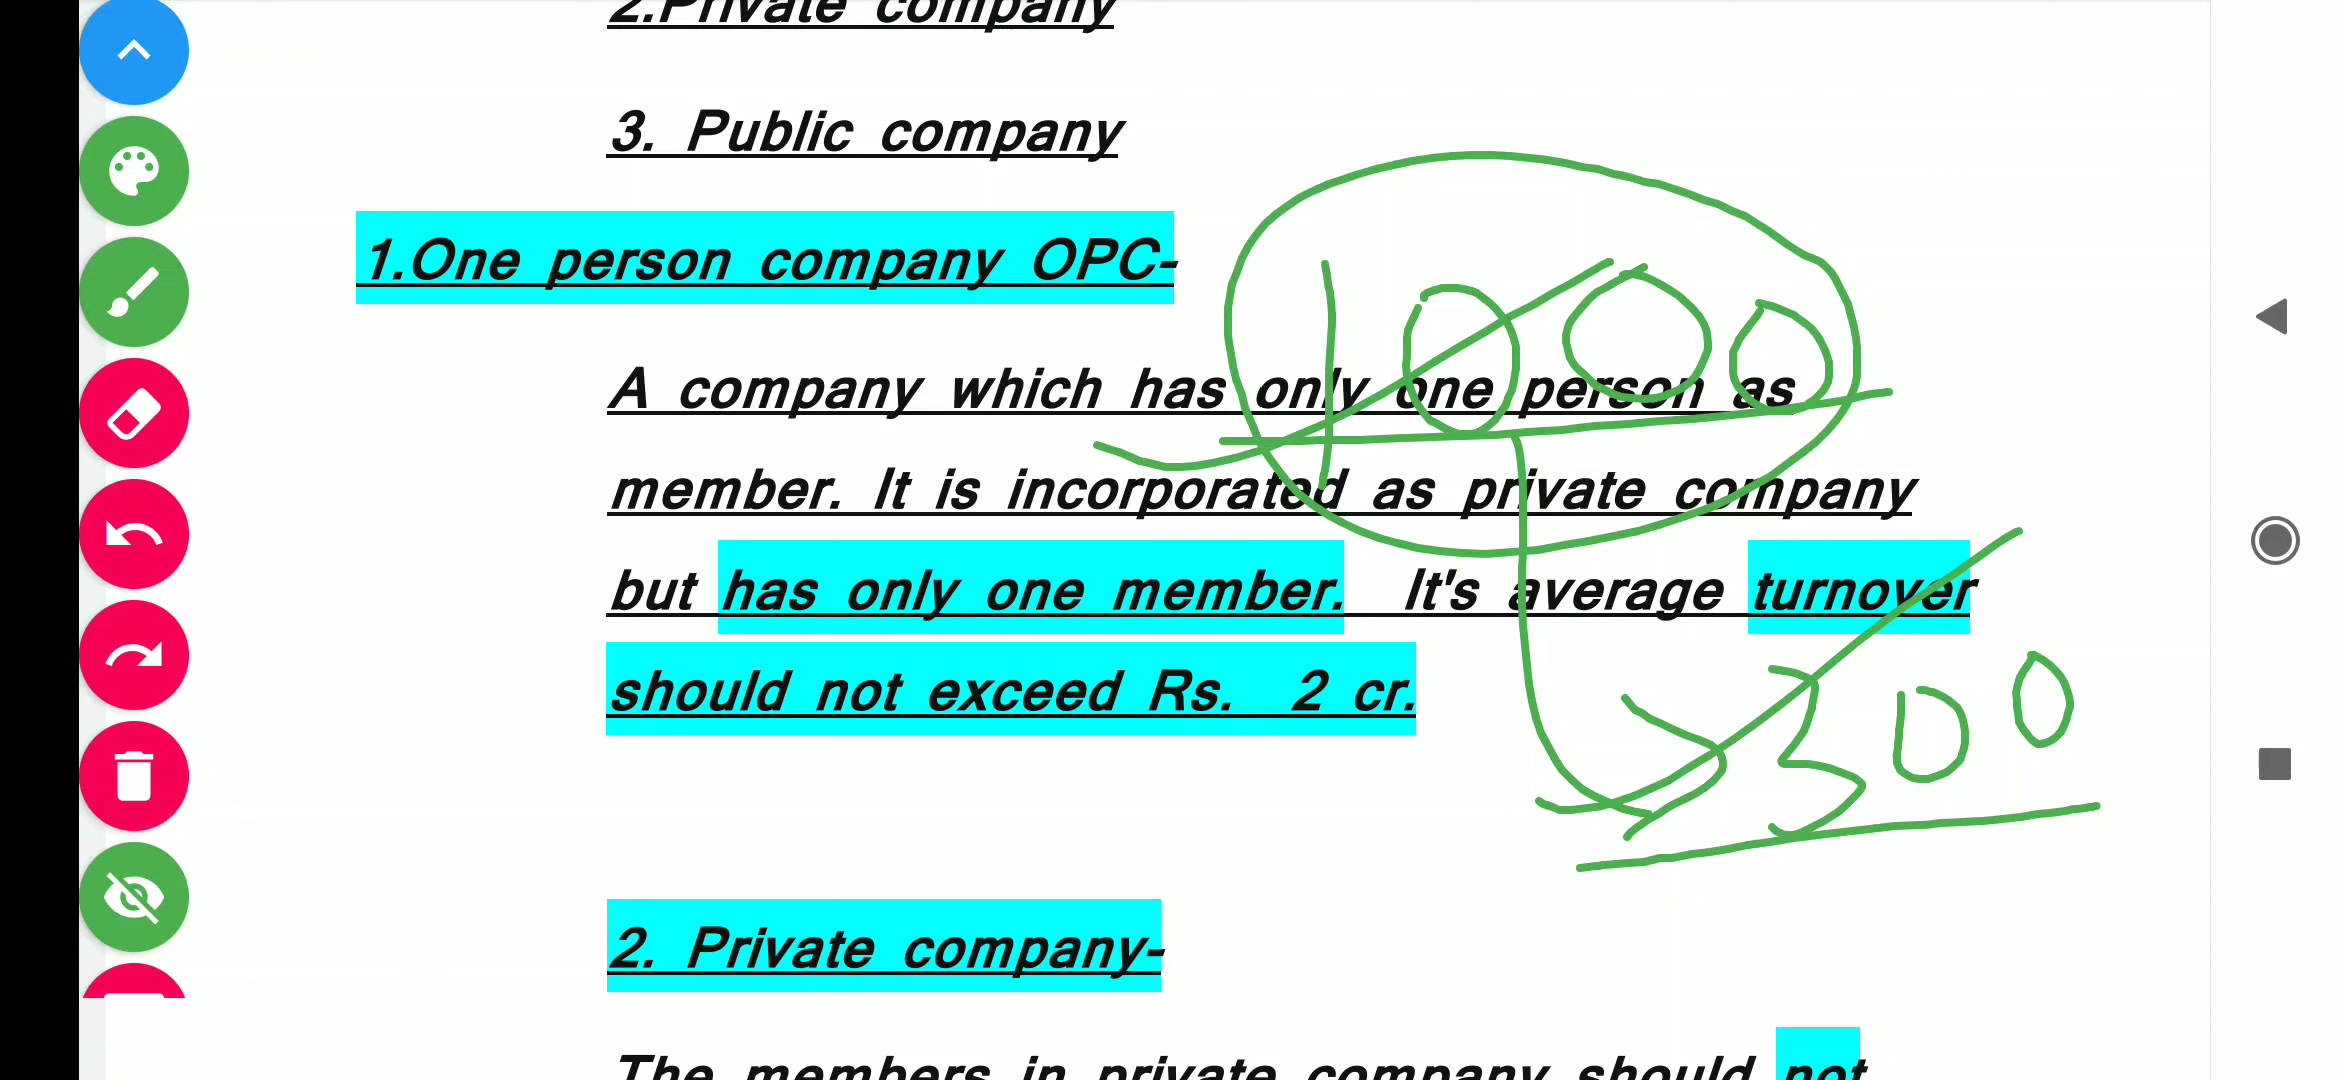 2.Private company
3. Public company
1.One person company OPC-
1000
A company which has only one person as
member. It is incorporated as private company
but has only one member. It's average turnover
should not exceed Rs. 2 cr.
300
2. Private company-
The members in private company should not